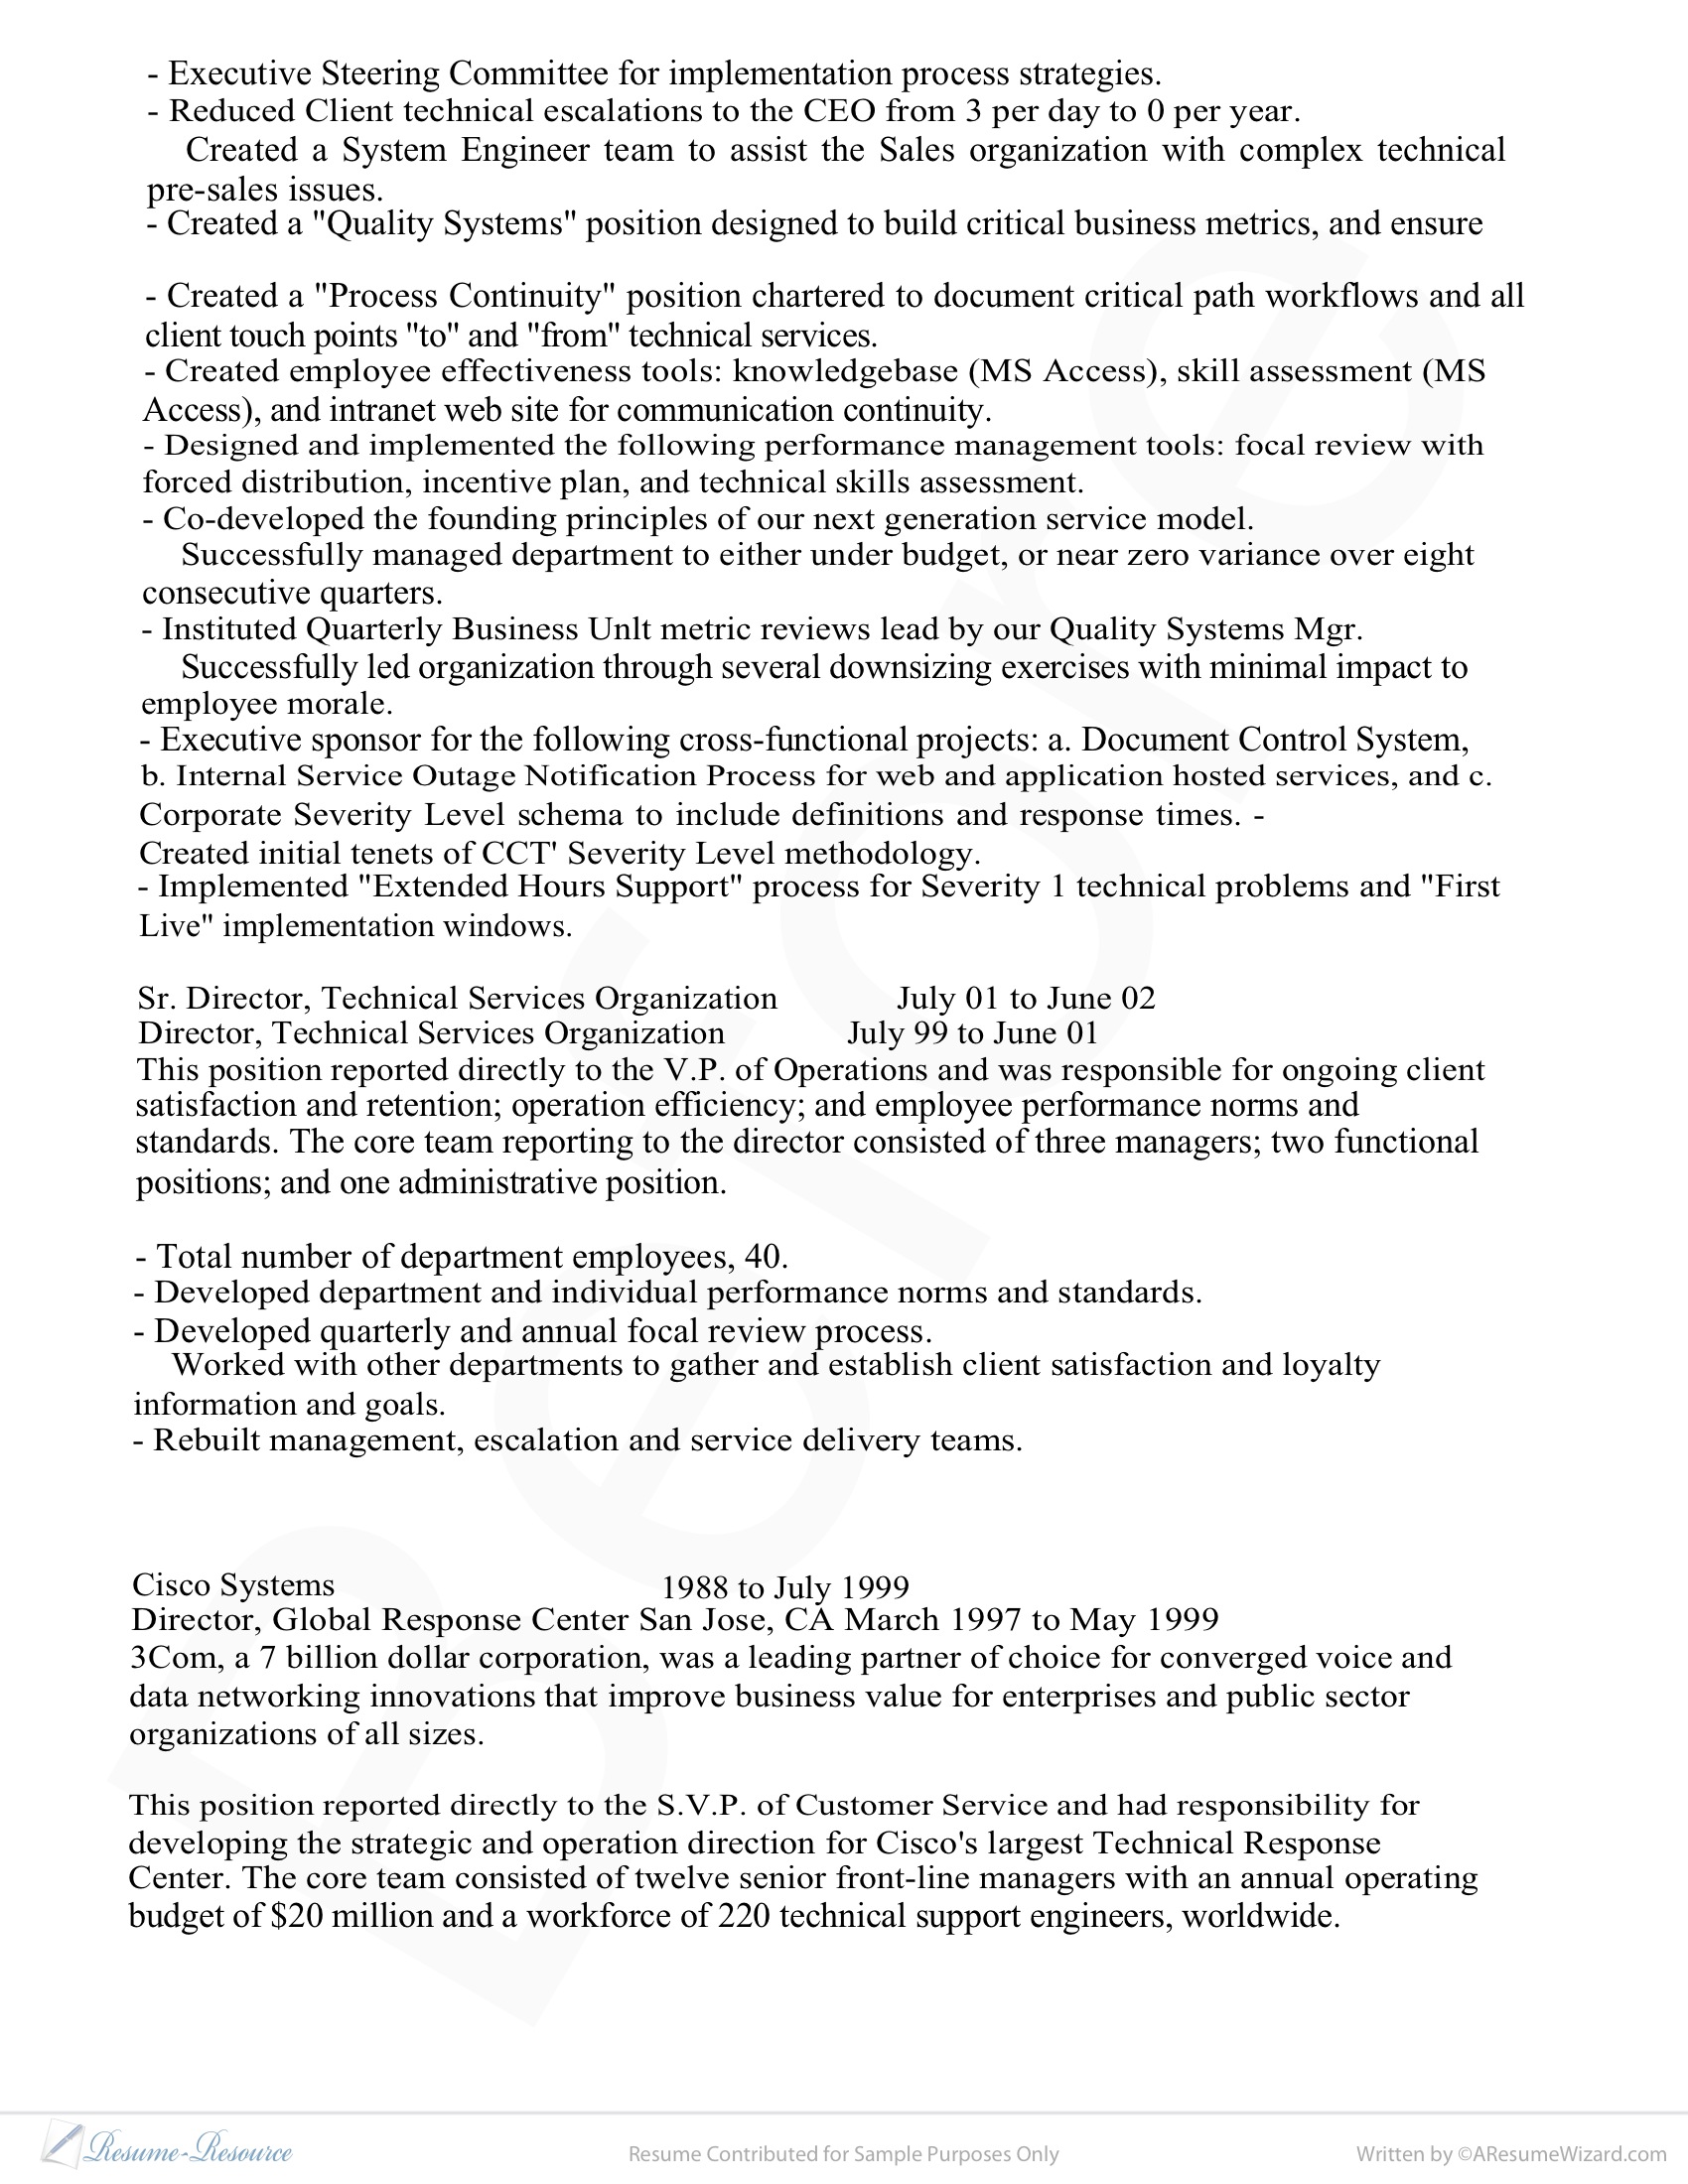 - Executive Steering Committee for implementation process strategies.
- Reduced Client technical escalations to the CEO from 3 per day to 0 per year.
Created a System Engineer team to assist the Sales organization with complex technical
pre-sales issues.
- Created a "Quality Systems" position designed to build critical business metrics, and ensure
- Created a "Process Continuity" position chartered to document critical path workflows and all
client touch points "to" and "from" technical services.
- Created employee effectiveness tools: knowledgebase (MS Access), skill assessment (MS
Access), and intranet web site for communication continuity.
- Designed and implemented the following performance management tools: focal review with
forced distribution, incentive plan, and technical skills assessment.
- Co-developed the founding principles of our next generation service model.
Successfully managed department to either under budget, or near zero variance over eight
consecutive quarters.
- Instituted Quarterly Business Unlt metric reviews lead by our Quality Systems Mgr.
Successfully led organization through several downsizing exercises with minimal impact to
employee morale.
- Executive sponsor for the following cross-functional projects: a. Document Control System,
b. Internal Service Outage Notification Process for web and application hosted services, and c.
Corporate Severity Level schema to include definitions and response times. -
Created initial tenets of CCT' Severity Level methodology.
- Implemented "Extended Hours Support" process for Severity 1 technical problems and "First
Live" implementation windows.
Sr. Director, Technical Services Organization July 01 to June 02
Director, Technical Services Organization July 99 to June 01
This position reported directly to the V.P. of Operations and was responsible for ongoing client
satisfaction and retention; operation efficiency; and employee performance norms and
standards. The core team reporting to the director consisted of three managers; two functional
positions; and one administrative position.
- Total number of department employees, 40.
- Developed department and individual performance norms and standards.
- Developed quarterly and annual focal review process.
Worked with other departments to gather and establish client satisfaction and loyalty
information and goals.
- Rebuilt management, escalation and service delivery teams.
Cisco Systems 1988 to July 1999
Director, Global Response Center San Jose, CA March 1997 to May 1999
3Com, a 7 billion dollar corporation, was a leading partner of choice for converged voice and
data networking innovations that improve business value for enterprises and public sector
organizations of all sizes.
This position reported directly to the S.V.P. of Customer Service and had responsibility for
developing the strategic and operation direction for Cisco's largest Technical Response
Center. The core team consisted of twelve senior front-line managers with an annual operating
budget of $20 million and a workforce of 220 technical support engineers, worldwide.
Before
Resume-Resource Resume Contributed for Sample Purposes Only Written by ©AResumeWizard.com